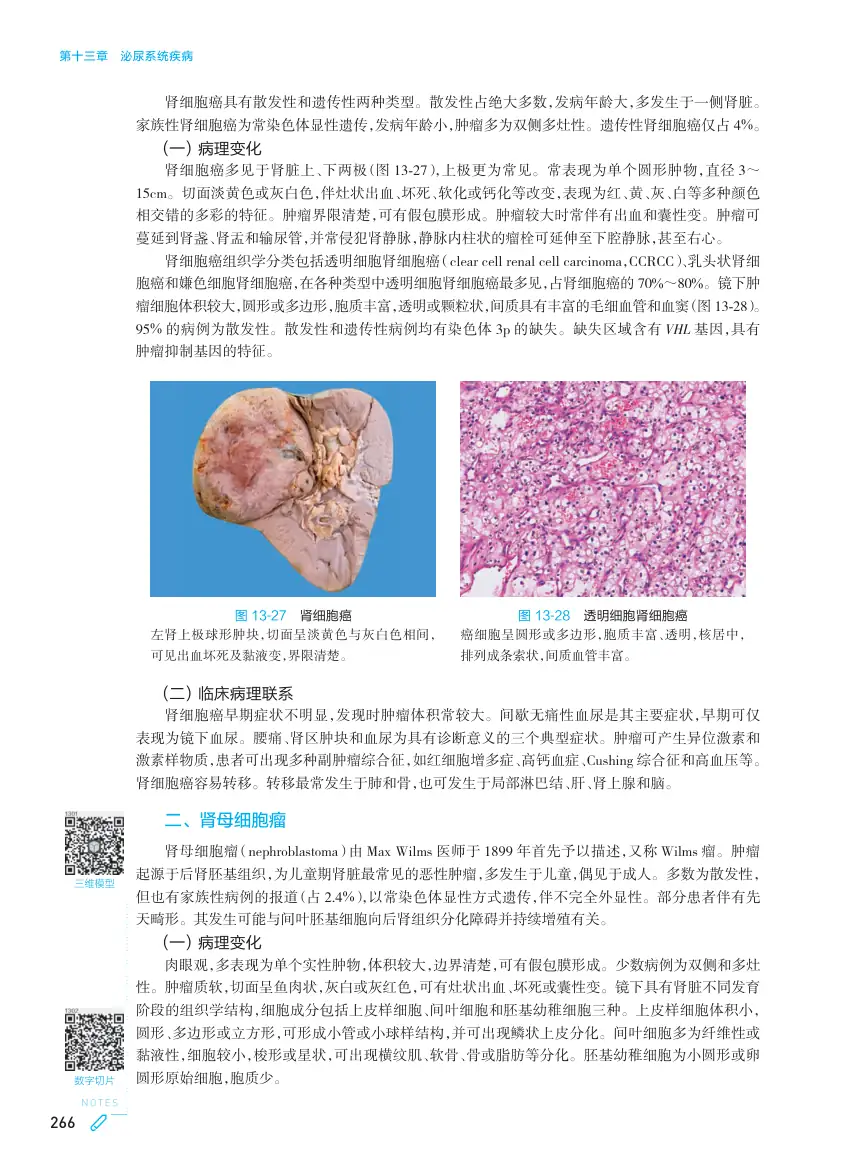 第十三章 泌尿系统疾病
肾细胞癌具有散发性和遗传性两种类型。散发性占绝大多数,发病年龄大,多发生于一侧肾脏。
家族性肾细胞癌为常染色体显性遗传,发病年龄小,肿瘤多为双侧多灶性。遗传性肾细胞癌仅占 4%。
(一)病理变化
肾细胞癌多见于肾脏上、下两极(图 13-27),上极更为常见。常表现为单个圆形肿物,直径 3～
15cm。切面淡黄色或灰白色,伴灶状出血、坏死、软化或钙化等改变,表现为红、黄、灰、白等多种颜色
相交错的多彩的特征。肿瘤界限清楚,可有假包膜形成。肿瘤较大时常伴有出血和囊性变。肿瘤可
蔓延到肾盏、肾盂和输尿管,并常侵犯肾静脉,静脉内柱状的瘤栓可延伸至下腔静脉,甚至右心。
肾细胞癌组织学分类包括透明细胞肾细胞癌(clear cell renal cell carcinoma,CCRCC)、乳头状肾细
胞癌和嫌色细胞肾细胞癌,在各种类型中透明细胞肾细胞癌最多见,占肾细胞癌的 70%～80%。镜下肿
瘤细胞体积较大,圆形或多边形,胞质丰富,透明或颗粒状,间质具有丰富的毛细血管和血窦(图 13-28)。
95% 的病例为散发性。散发性和遗传性病例均有染色体 3p 的缺失。缺失区域含有 VHL 基因,具有
肿瘤抑制基因的特征。
图 13-27 肾细胞癌
左肾上极球形肿块,切面呈淡黄色与灰白色相间,
可见出血坏死及黏液变,界限清楚。
图 13-28 透明细胞肾细胞癌
癌细胞呈圆形或多边形,胞质丰富、透明,核居中,
排列成条索状,间质血管丰富。
(二)临床病理联系
肾细胞癌早期症状不明显,发现时肿瘤体积常较大。间歇无痛性血尿是其主要症状,早期可仅
表现为镜下血尿。腰痛、肾区肿块和血尿为具有诊断意义的三个典型症状。肿瘤可产生异位激素和
激素样物质,患者可出现多种副肿瘤综合征,如红细胞增多症、高钙血症、Cushing 综合征和高血压等。
肾细胞癌容易转移。转移最常发生于肺和骨,也可发生于局部淋巴结、肝、肾上腺和脑。
二、肾母细胞瘤
肾母细胞瘤(nephroblastoma)由 Max Wilms 医师于 1899 年首先予以描述,又称 Wilms 瘤。肿瘤
起源于后肾胚基组织,为儿童期肾脏最常见的恶性肿瘤,多发生于儿童,偶见于成人。多数为散发性,
但也有家族性病例的报道(占 2.4%),以常染色体显性方式遗传,伴不完全外显性。部分患者伴有先
天畸形。其发生可能与间叶胚基细胞向后肾组织分化障碍并持续增殖有关。
(一)病理变化
肉眼观,多表现为单个实性肿物,体积较大,边界清楚,可有假包膜形成。少数病例为双侧和多灶
性。肿瘤质软,切面呈鱼肉状,灰白或灰红色,可有灶状出血、坏死或囊性变。镜下具有肾脏不同发育
阶段的组织学结构,细胞成分包括上皮样细胞、间叶细胞和胚基幼稚细胞三种。上皮样细胞体积小,
圆形、多边形或立方形,可形成小管或小球样结构,并可出现鳞状上皮分化。间叶细胞多为纤维性或
黏液性,细胞较小,梭形或星状,可出现横纹肌、软骨、骨或脂肪等分化。胚基幼稚细胞为小圆形或卵
圆形原始细胞,胞质少。
1301
三维模型
1302
数字切片
NOTES
266